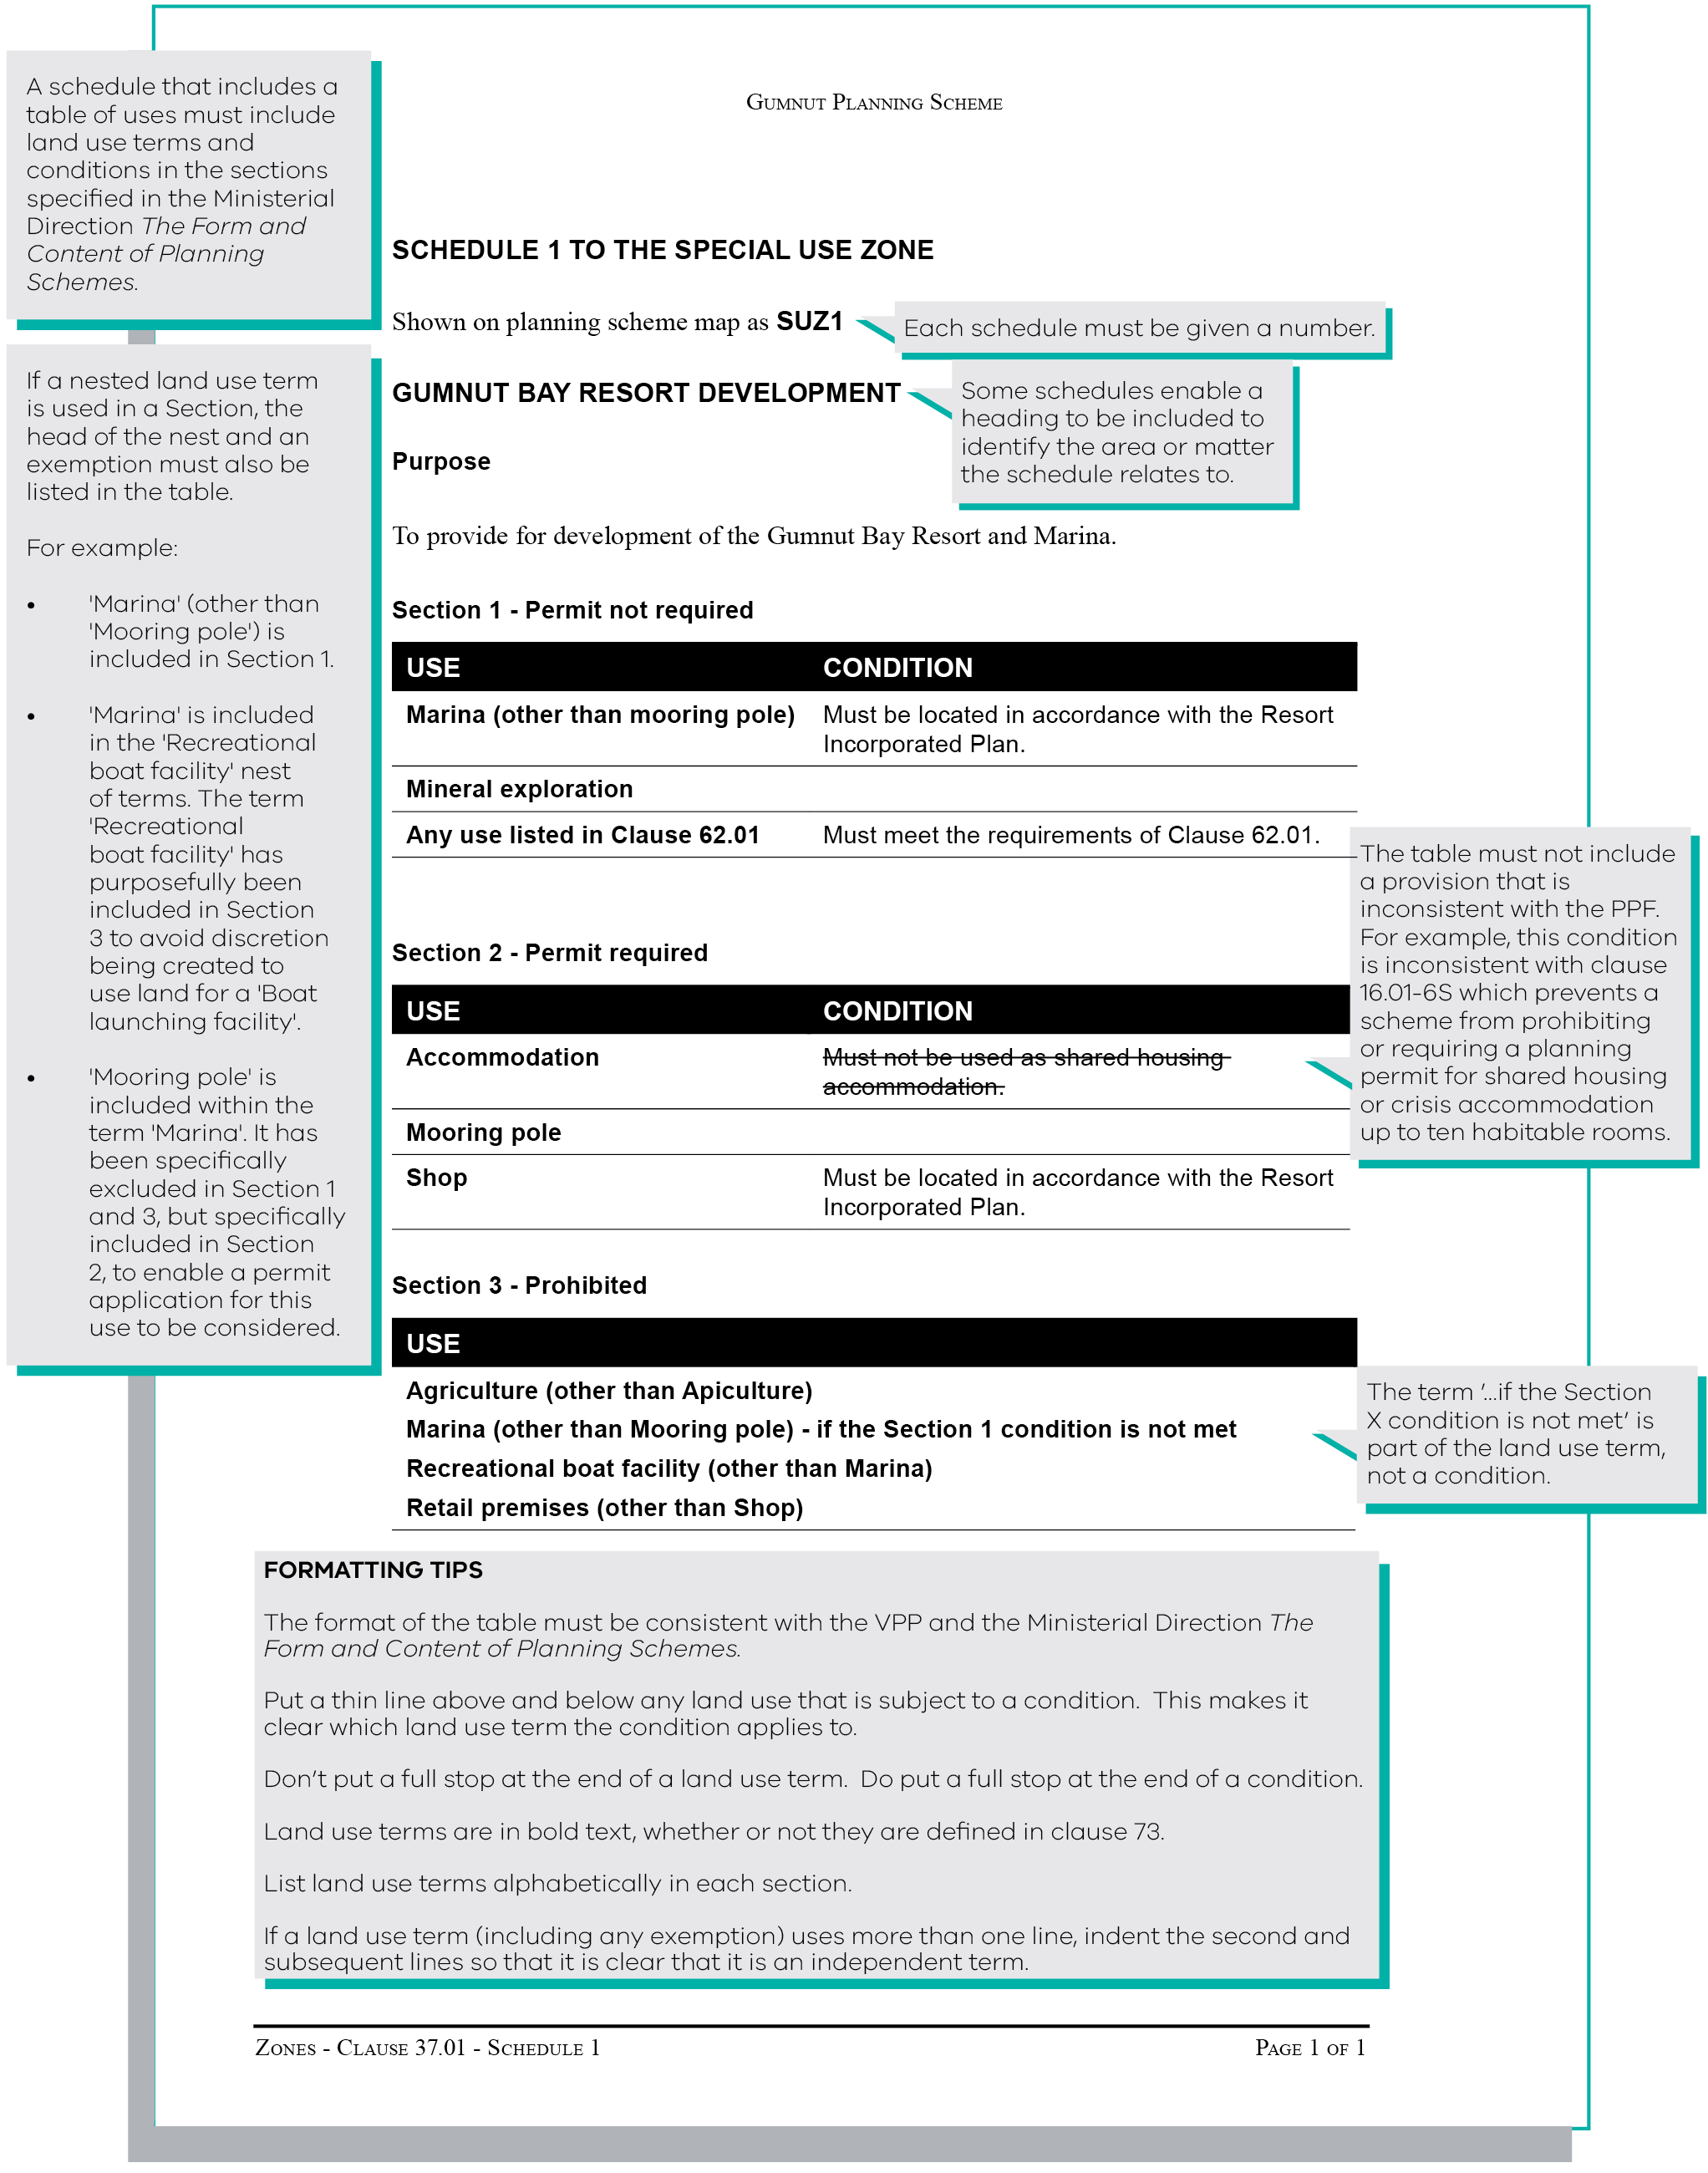 GUMNUT PLANNING SCHEME
A schedule that includes a
table of uses must include
land use terms and
conditions in the sections
specified in the Ministerial
Direction The Form and
Content of Planning
Schemes.
If a nested land use term
is used in a Section, the
head of the nest and an
exemption must also be
listed in the table.
For example:
• 'Marina' (other than
'Mooring pole') is
included in Section 1.
• 'Marina' is included
in the 'Recreational
boat facility' nest
of terms. The term
'Recreational
boat facility' has
purposefully been
included in Section
3 to avoid discretion
being created to
use land for a 'Boat
launching facility'.
• 'Mooring pole' is
included within the
term 'Marina'. It has
been specifically
excluded in Section 1
and 3, but specifically
included in Section
2, to enable a permit
application for this
use to be considered.
SCHEDULE 1 TO THE SPECIAL USE ZONE
Shown on planning scheme map as SUZ1
Each schedule must be given a number.
GUMNUT BAY RESORT DEVELOPMENT
Some schedules enable a
heading to be included to
identify the area or matter
the schedule relates to.
Purpose
To provide for development of the Gumnut Bay Resort and Marina.
Section 1 - Permit not required
USE CONDITION
Marina (other than mooring pole) Must be located in accordance with the Resort
Incorporated Plan.
Mineral exploration
Any use listed in Clause 62.01 Must meet the requirements of Clause 62.01.
Section 2 - Permit required
USE CONDITION
Accommodation Must not be used as shared housing
accommodation.
Mooring pole
Shop Must be located in accordance with the Resort
Incorporated Plan.
The table must not include
a provision that is
inconsistent with the PPF.
For example, this condition
is inconsistent with clause
16.01-6S which prevents a
scheme from prohibiting
or requiring a planning
permit for shared housing
or crisis accommodation
up to ten habitable rooms.
Section 3 - Prohibited
USE
Agriculture (other than Apiculture)
Marina (other than Mooring pole) - if the Section 1 condition is not met
Recreational boat facility (other than Marina)
Retail premises (other than Shop)
The term '...if the Section
X condition is not met' is
part of the land use term,
not a condition.
FORMATTING TIPS
The format of the table must be consistent with the VPP and the Ministerial Direction The
Form and Content of Planning Schemes.
Put a thin line above and below any land use that is subject to a condition. This makes it
clear which land use term the condition applies to.
Don't put a full stop at the end of a land use term. Do put a full stop at the end of a condition.
Land use terms are in bold text, whether or not they are defined in clause 73.
List land use terms alphabetically in each section.
If a land use term (including any exemption) uses more than one line, indent the second and
subsequent lines so that it is clear that it is an independent term.
ZONES - CLAUSE 37.01 - SCHEDULE 1 PAGE 1 OF 1